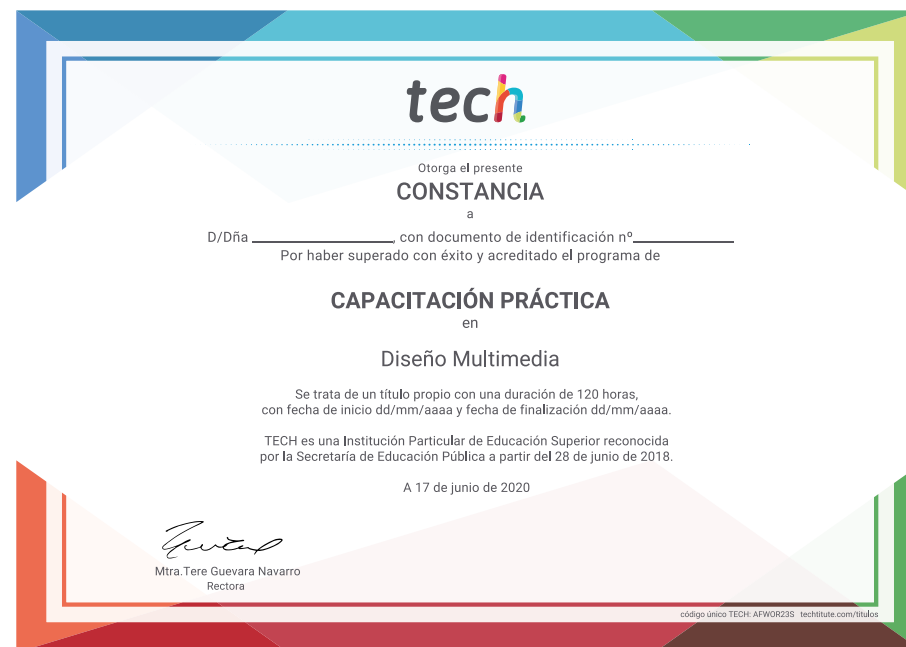 tech
Otorga el presente
CONSTANCIA
a
D/Dña ____________________, con documento de identificación nº______________
Por haber superado con éxito y acreditado el programa de
CAPACITACIÓN PRÁCTICA
en
Diseño Multimedia
Se trata de un título propio con una duración de 120 horas,
con fecha de inicio dd/mm/aaaa y fecha de finalización dd/mm/aaaa.
TECH es una Institución Particular de Educación Superior reconocida
por la Secretaría de Educación Pública a partir del 28 de junio de 2018.
A 17 de junio de 2020
Mtra.Tere Guevara Navarro
Rectora
código único TECH: AFWOR23S techtitute.com/titulos